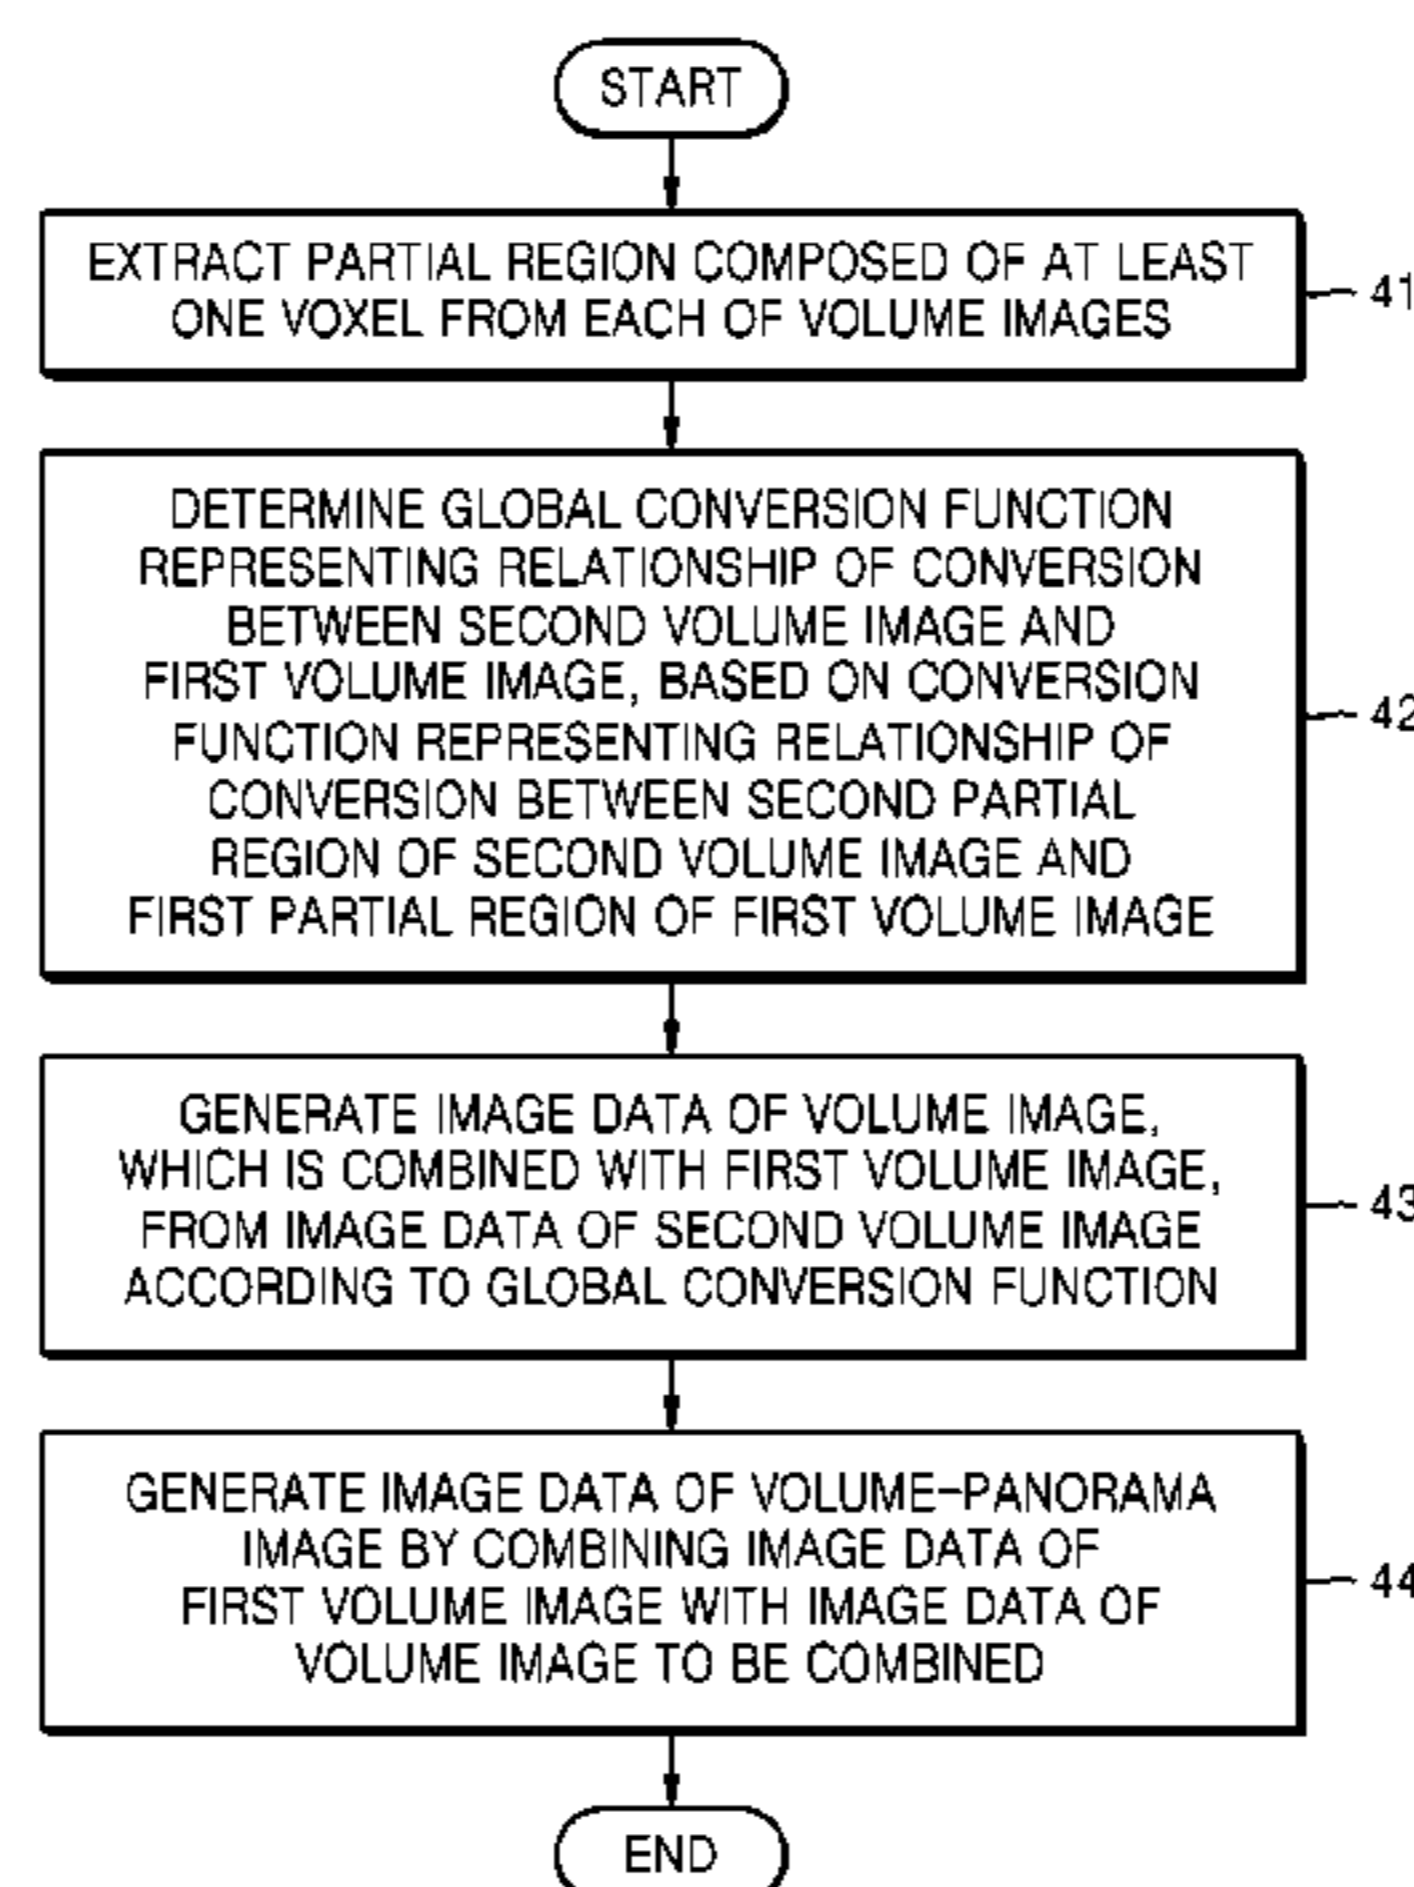 START
EXTRACT PARTIAL REGION COMPOSED OF AT LEAST
ONE VOXEL FROM EACH OF VOLUME IMAGES
41
DETERMINE GLOBAL CONVERSION FUNCTION
REPRESENTING RELATIONSHIP OF CONVERSION
BETWEEN SECOND VOLUME IMAGE AND
FIRST VOLUME IMAGE, BASED ON CONVERSION
FUNCTION REPRESENTING RELATIONSHIP OF
CONVERSION BETWEEN SECOND PARTIAL
REGION OF SECOND VOLUME IMAGE AND
FIRST PARTIAL REGION OF FIRST VOLUME IMAGE
42
GENERATE IMAGE DATA OF VOLUME IMAGE,
WHICH IS COMBINED WITH FIRST VOLUME IMAGE,
FROM IMAGE DATA OF SECOND VOLUME IMAGE
ACCORDING TO GLOBAL CONVERSION FUNCTION
43
GENERATE IMAGE DATA OF VOLUME-PANORAMA
IMAGE BY COMBINING IMAGE DATA OF
FIRST VOLUME IMAGE WITH IMAGE DATA OF
VOLUME IMAGE TO BE COMBINED
44
END